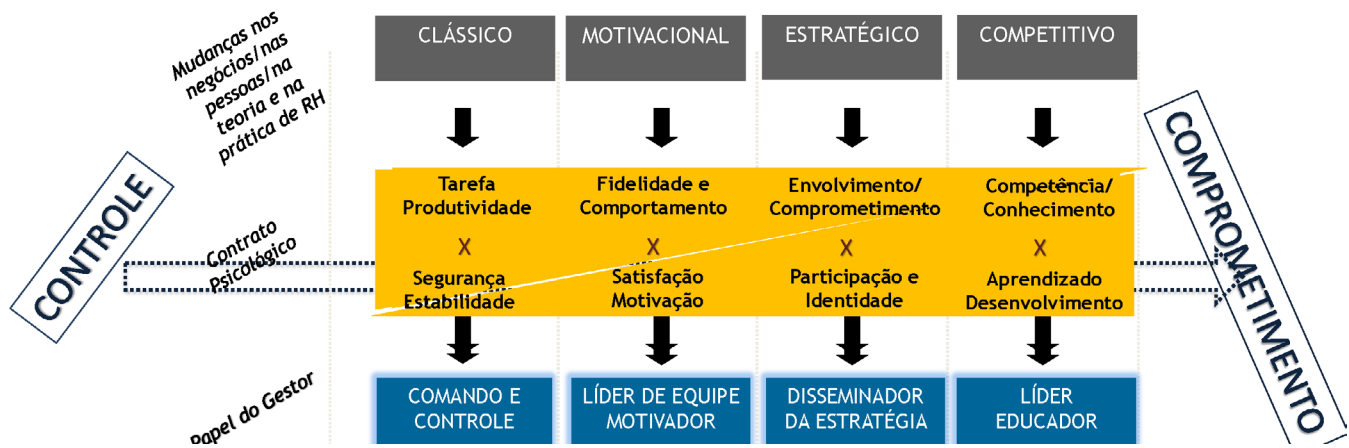 Mudanças nos
negócios/nas
pessoas/na
teoria e na
prática de RH
CLÁSSICO
MOTIVACIONAL
ESTRATÉGICO
COMPETITIVO
CONTROLE
Contrato
Psicológico
Tarefa
Produtividade
X
Segurança
Estabilidade
Fidelidade e
Comportamento
X
Satisfação
Motivação
Envolvimento/
Comprometimento
X
Participação e
Identidade
Competência/
Conhecimento
X
Aprendizado
Desenvolvimento
COMPROMETIMENTO
Papel do Gestor
COMANDO E
CONTROLE
LÍDER DE EQUIPE
MOTIVADOR
DISSEMINADOR
DA ESTRATÉGIA
LÍDER
EDUCADOR